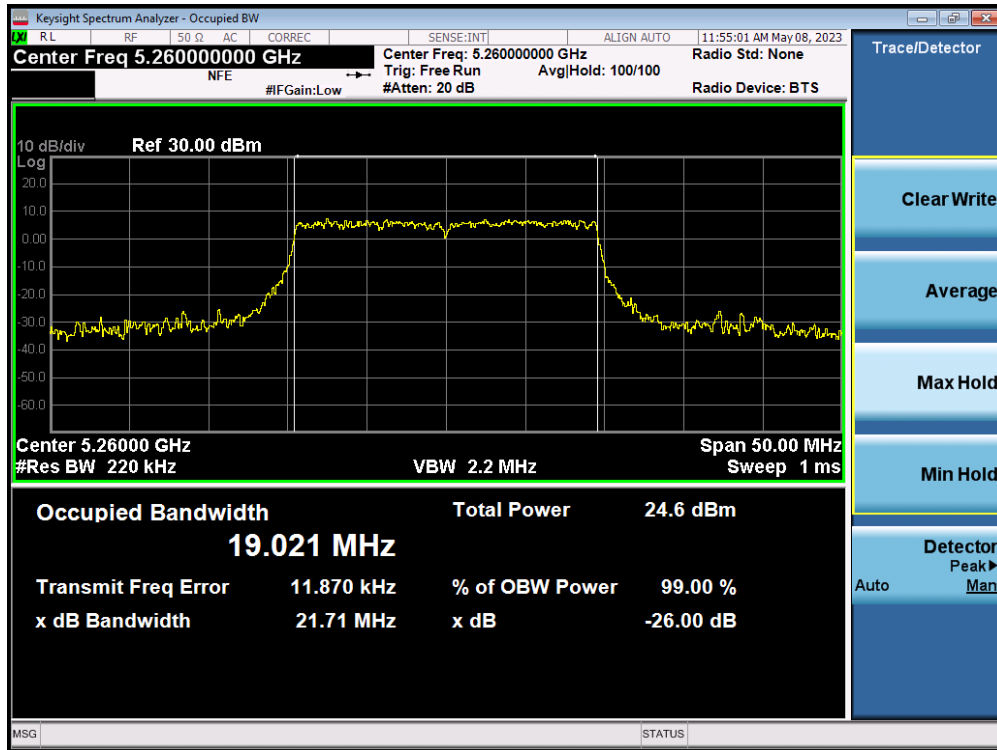 Keysight Spectrum Analyzer - Occupied BW
LXI RL RF 50 Ω AC CORREC SENSE:INT ALIGN AUTO 11:55:01 AM May 08, 2023
Center Freq 5.260000000 GHz
NFE
#IFGain:Low
Center Freq: 5.260000000 GHz
Trig: Free Run Avg|Hold: 100/100
#Atten: 20 dB
Radio Std: None
Radio Device: BTS
Trace/Detector
10 dB/div Ref 30.00 dBm
Log
20.0
10.0
0.00
-10.0
-20.0
-30.0
-40.0
-50.0
-60.0
Center 5.26000 GHz Span 50.00 MHz
#Res BW 220 kHz VBW 2.2 MHz Sweep 1 ms
Occupied Bandwidth Total Power 24.6 dBm
19.021 MHz
Transmit Freq Error 11.870 kHz % of OBW Power 99.00 %
x dB Bandwidth 21.71 MHz x dB -26.00 dB
Clear Write
Average
Max Hold
Min Hold
Detector
Peak▶
Auto Man
MSG STATUS